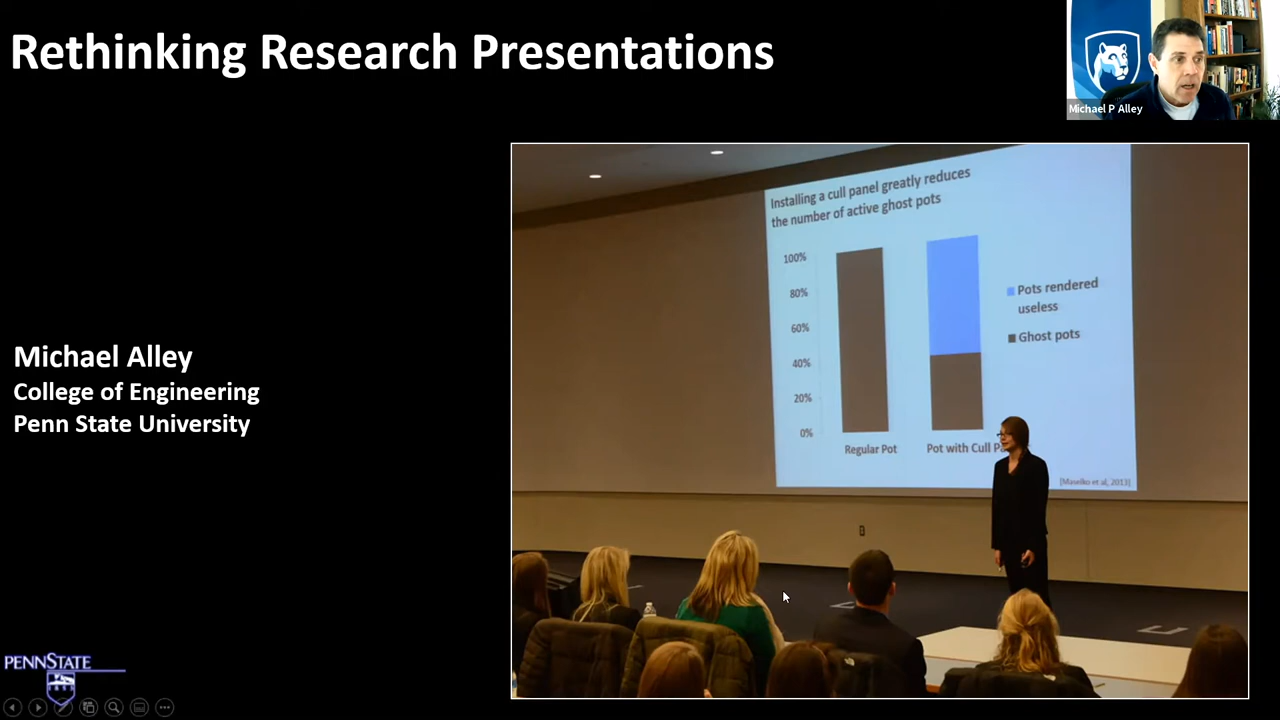 Rethinking Research Presentations
Michael P Alley
Installing a cull panel greatly reduces
the number of active ghost pots
100%
80%
60%
40%
20%
0%
Pots rendered
useless
Ghost pots
Regular Pot
Pot with Cull
[Maselko et al, 2013]
Michael Alley
College of Engineering
Penn State University
PENNSTATE